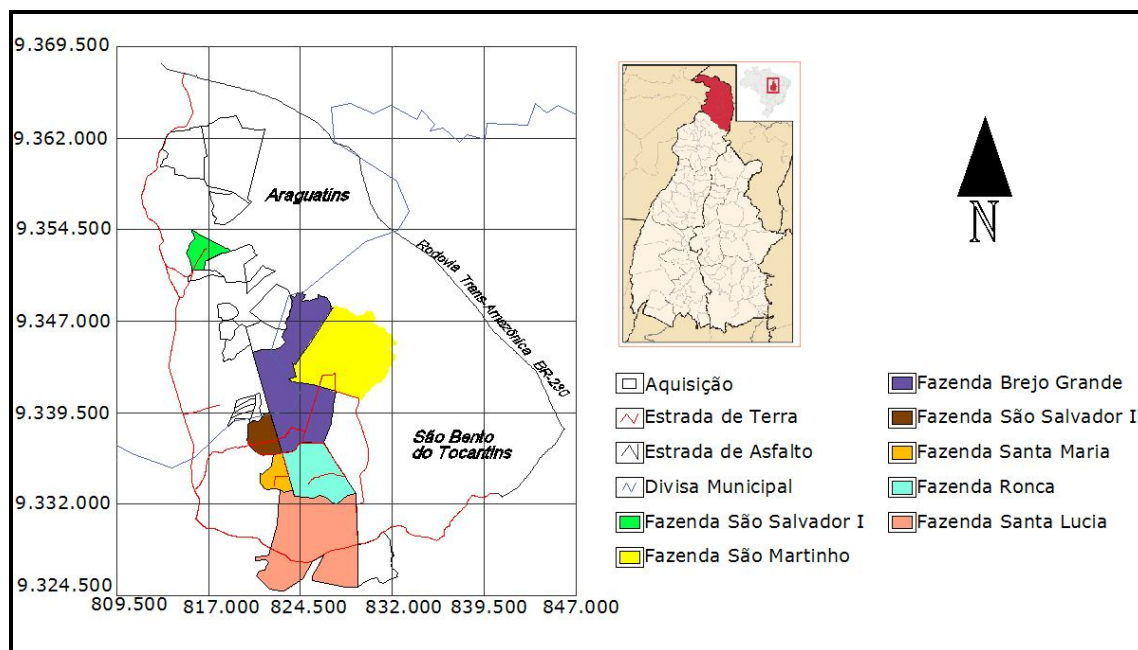 9.369.500
9.362.000
9.354.500
9.347.000
9.339.500
9.332.000
9.324.500
809.500 817.000 824.500 832.000 839.500 847.000
Araguatins
Rodovia Trans-Amazônica BR-230
São Bento
do Tocantins
N
Aquisição
Estrada de Terra
Estrada de Asfalto
Divisa Municipal
Fazenda São Salvador I
Fazenda São Martinho
Fazenda Brejo Grande
Fazenda São Salvador II
Fazenda Santa Maria
Fazenda Ronca
Fazenda Santa Lucia